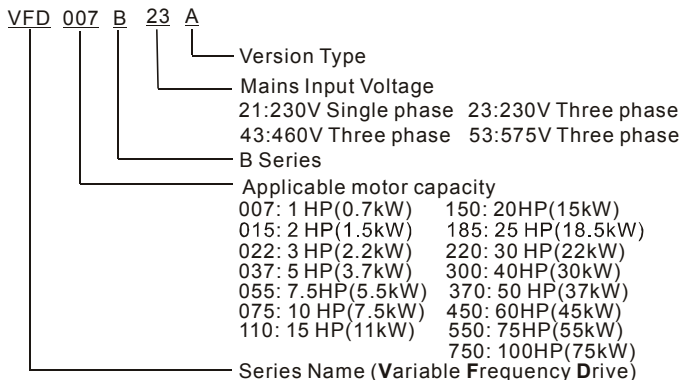 VFD 007 B 23 A
Version Type
Mains Input Voltage
21:230V Single phase 23:230V Three phase
43:460V Three phase 53:575V Three phase
B Series
Applicable motor capacity
007: 1 HP(0.7kW) 150: 20HP(15kW)
015: 2 HP(1.5kW) 185: 25 HP(18.5kW)
022: 3 HP(2.2kW) 220: 30 HP(22kW)
037: 5 HP(3.7kW) 300: 40HP(30kW)
055: 7.5HP(5.5kW) 370: 50 HP(37kW)
075: 10 HP(7.5kW) 450: 60HP(45kW)
110: 15 HP(11kW) 550: 75HP(55kW)
750: 100HP(75kW)
Series Name (Variable Frequency Drive)